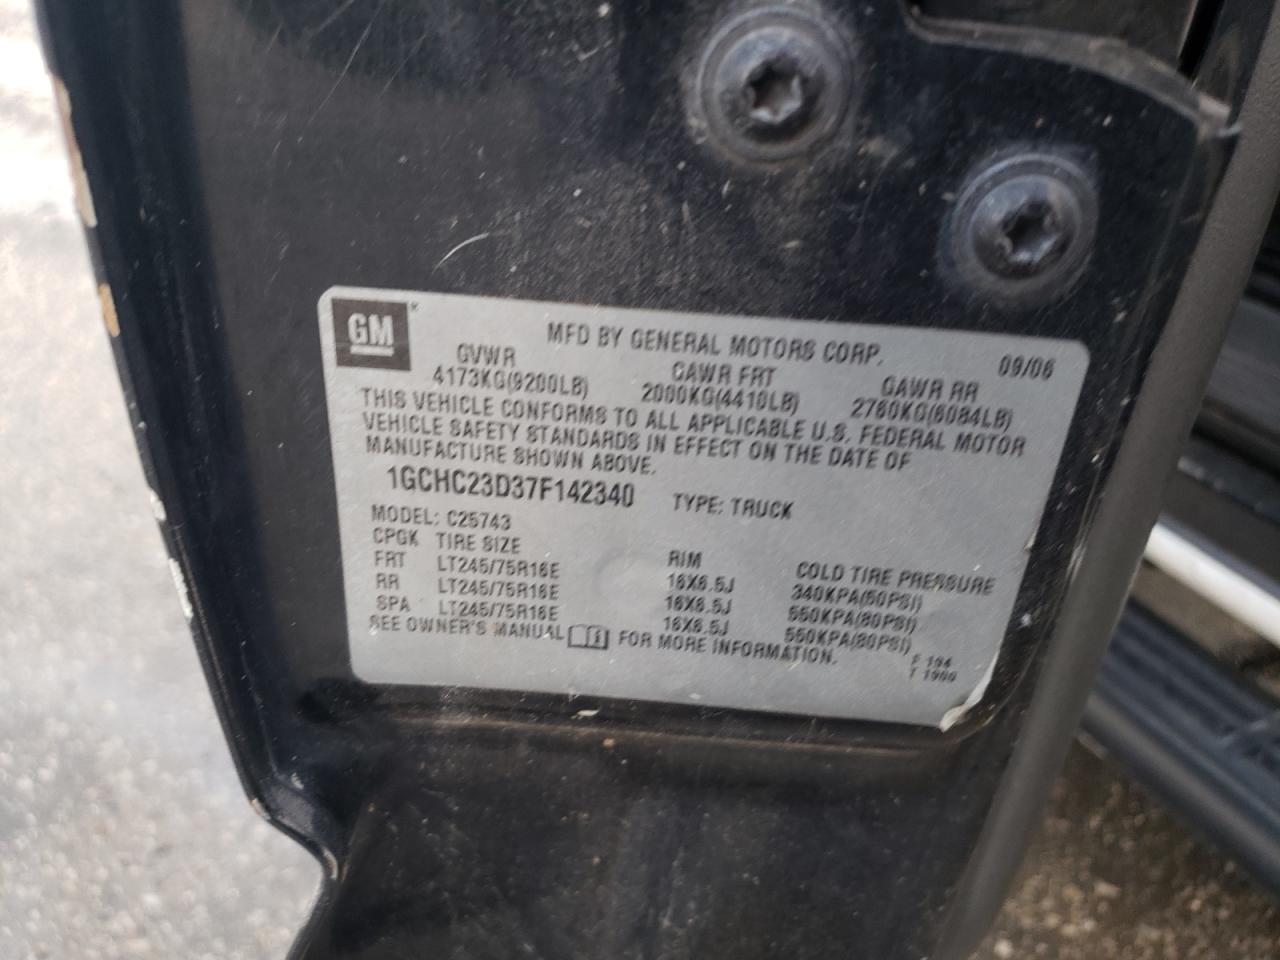 GM
MFD BY GENERAL MOTORS CORP. 09/06
GVWR GAWR FRT GAWR RR
4173KG(9200LB) 2000KG(4410LB) 2760KG(6084LB)
THIS VEHICLE CONFORMS TO ALL APPLICABLE U.S. FEDERAL MOTOR
VEHICLE SAFETY STANDARDS IN EFFECT ON THE DATE OF
MANUFACTURE SHOWN ABOVE.
1GCHC23D37F142340 TYPE: TRUCK
MODEL: C25743
CPGK TIRE SIZE RIM COLD TIRE PRESSURE
FRT LT245/75R16E 16X6.5J 340KPA(50PSI)
RR LT245/75R16E 16X6.5J 550KPA(80PSI)
SPA LT245/75R16E 16X6.5J 550KPA(80PSI)
SEE OWNER'S MANUAL FOR MORE INFORMATION.
F 194
T 1900